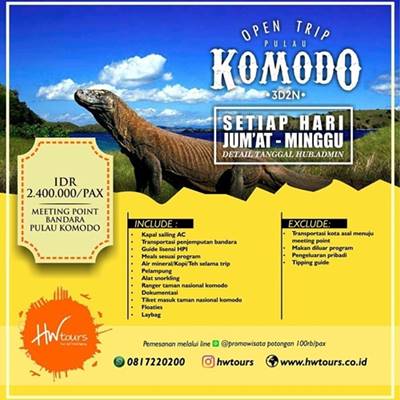 OPEN TRIP
PULAU
KOMODO
•3D2N•
SETIAP HARI
JUM'AT - MINGGU
DETAIL TANGGAL HUB.ADMIN
IDR
2.400.000/PAX
MEETING POINT
BANDARA
PULAU KOMODO
INCLUDE :
• Kapal sailing AC
• Transportasi penjemputan bandara
• Guide lisensi HPI
• Meals sesuai program
• Air mineral/Kopi/Teh selama trip
• Pelampung
• Alat snorkling
• Ranger taman nasional komodo
• Dokumentasi
• Tiket masuk taman nasional komodo
• Floaties
• Laybag
EXCLUDE:
• Transportasi kota asal menuju
meeting point
• Makan diluar program
• Pengeluaran pribadi
• Tipping guide
HW tours
Pemesanan melalui line @promowisata potongan 100rb/pax
0817220200
hwtours
www.hwtours.co.id